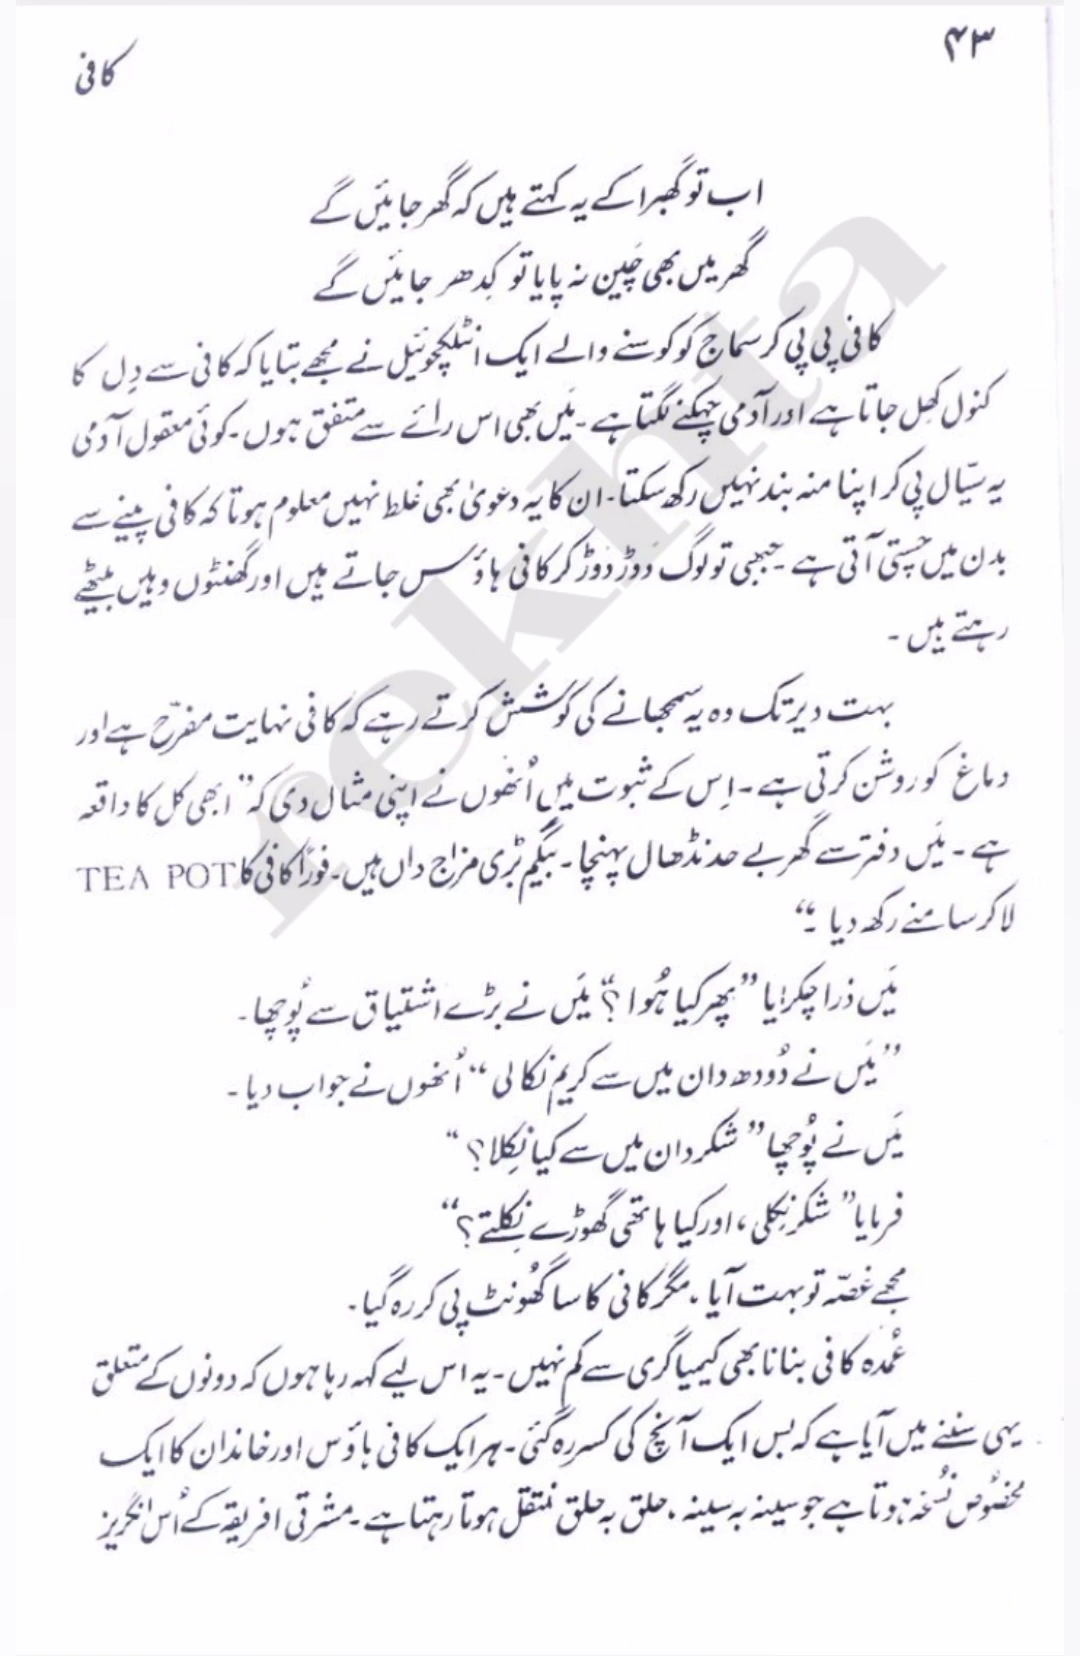 ۴۳
کافی
اب تو گھبرا کے یہ کہتے ہیں کہ گھر جائیں گے
گھر میں بھی چَین نہ پایا تو کِدھر جائیں گے
کافی پی پی کر سماج کو کوسنے والے ایک انٹلکچوئیل نے مجھے بتایا کہ کافی سے دِل کا
کنول کھِل جاتا ہے اور آدمی چہکنے لگتا ہے۔ مَیں بھی اس رائے سے متفق ہوں۔ کوئی معقول آدمی
یہ سیّال پی کر اپنا منہ بند نہیں رکھ سکتا۔ ان کا یہ دعویٰ بھی غلط نہیں معلوم ہوتا کہ کافی پینے سے
بدن میں چستی آتی ہے۔ جبھی تو لوگ دَوڑ دَوڑ کر کافی ہاؤس جاتے ہیں اور گھنٹوں وہیں بیٹھے
رہتے ہیں۔
بہت دیر تک وہ یہ سمجھانے کی کوشش کرتے رہے کہ کافی نہایت مفرّح ہے اور
دماغ کو روشن کرتی ہے۔ اِس کے ثبوت میں اُنھوں نے اپنی مثال دی کہ ”ابھی کل کا واقعہ
ہے۔ مَیں دفتر سے گھر بے حد نڈھال پہنچا۔ بیگم بڑی مزاج داں ہیں۔ فوراً کافی کا TEA POT
لا کر سامنے رکھ دیا۔“
مَیں ذرا چکرایا ”پھر کیا ہُوا؟“ مَیں نے بڑے اشتیاق سے پُوچھا۔
”مَیں نے دُودھ دان میں سے کریم نکالی“ اُنھوں نے جواب دیا۔
مَیں نے پُوچھا ”شکر دان میں سے کیا نِکلا؟“
فرمایا ”شکر نِکلی، اور کیا ہاتھی گھوڑے نِکلتے؟“
مجھے غصّہ تو بہت آیا، مگر کافی کا سا گھُونٹ پی کر رہ گیا۔
عُمدہ کافی بنانا بھی کیمیا گری سے کم نہیں۔ یہ اس لیے کہہ رہا ہوں کہ دونوں کے متعلق
یہی سننے میں آیا ہے کہ بس ایک آنچ کی کسر رہ گئی۔ ہر ایک کافی ہاؤس اور خاندان کا ایک
مخصُوص نُسخہ ہوتا ہے جو سینہ بہ سینہ، حلق بہ حلق منتقل ہوتا رہتا ہے۔ مشرقی افریقہ کے اُس انگریز
rekhta